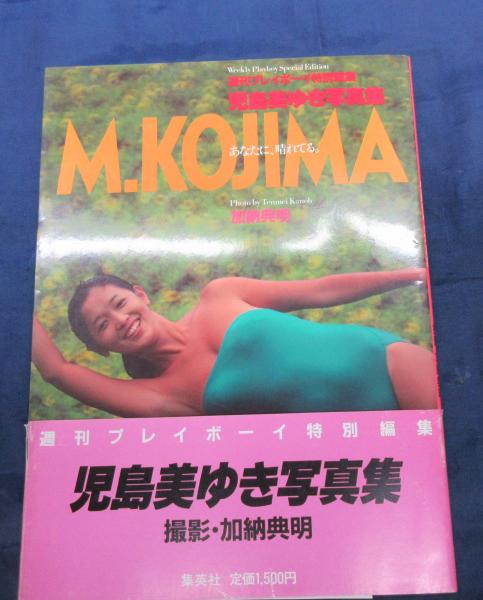 Weekly Playboy Special Edition
週刊プレイボーイ特別編集
児島美ゆき写真集
M.KOJIMA
あなたに、晴れてる。
Photo by Tenmei Kanoh
加納典明
週刊プレイボーイ特別編集
児島美ゆき写真集
撮影・加納典明
集英社 定価1,500円